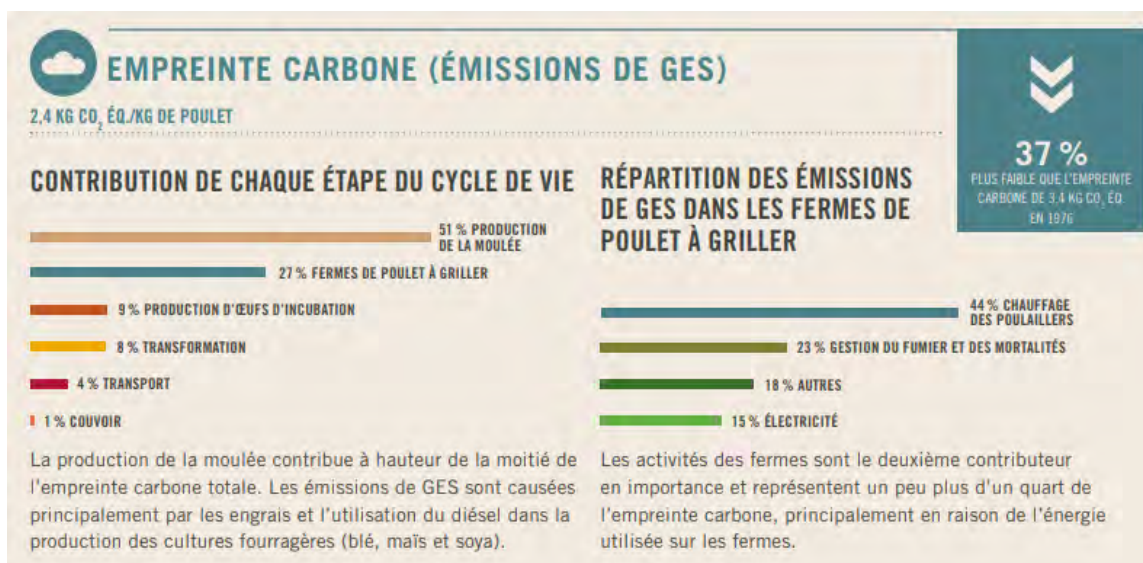 EMPREINTE CARBONE (ÉMISSIONS DE GES)
2,4 KG CO₂ ÉQ./KG DE POULET
37 %
PLUS FAIBLE QUE L'EMPREINTE
CARBONE DE 3,4 KG CO₂ ÉQ.
EN 1976
CONTRIBUTION DE CHAQUE ÉTAPE DU CYCLE DE VIE
51 % PRODUCTION
DE LA MOULÉE
27 % FERMES DE POULET À GRILLER
9 % PRODUCTION D'ŒUFS D'INCUBATION
8 % TRANSFORMATION
4 % TRANSPORT
1 % COUVOIR
La production de la moulée contribue à hauteur de la moitié de
l'empreinte carbone totale. Les émissions de GES sont causées
principalement par les engrais et l'utilisation du diésel dans la
production des cultures fourragères (blé, maïs et soya).
RÉPARTITION DES ÉMISSIONS
DE GES DANS LES FERMES DE
POULET À GRILLER
44 % CHAUFFAGE
DES POULAILLERS
23 % GESTION DU FUMIER ET DES MORTALITÉS
18 % AUTRES
15 % ÉLECTRICITÉ
Les activités des fermes sont le deuxième contributeur
en importance et représentent un peu plus d'un quart de
l'empreinte carbone, principalement en raison de l'énergie
utilisée sur les fermes.